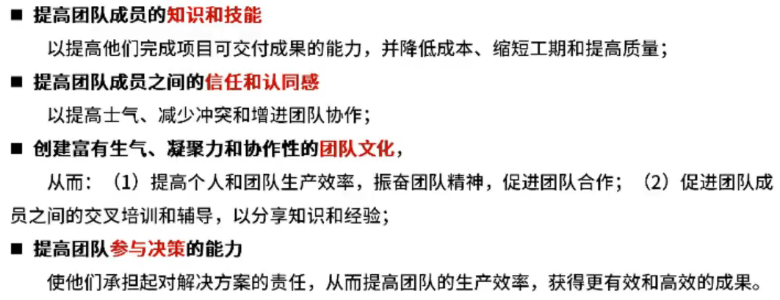 ■ 提高团队成员的知识和技能
以提高他们完成项目可交付成果的能力，并降低成本、缩短工期和提高质量；
■ 提高团队成员之间的信任和认同感
以提高士气、减少冲突和增进团队协作；
■ 创建富有生气、凝聚力和协作性的团队文化，
从而：（1）提高个人和团队生产效率，振奋团队精神，促进团队合作；（2）促进团队成
员之间的交叉培训和辅导，以分享知识和经验；
■ 提高团队参与决策的能力
使他们承担起对解决方案的责任，从而提高团队的生产效率，获得更有效和高效的成果。